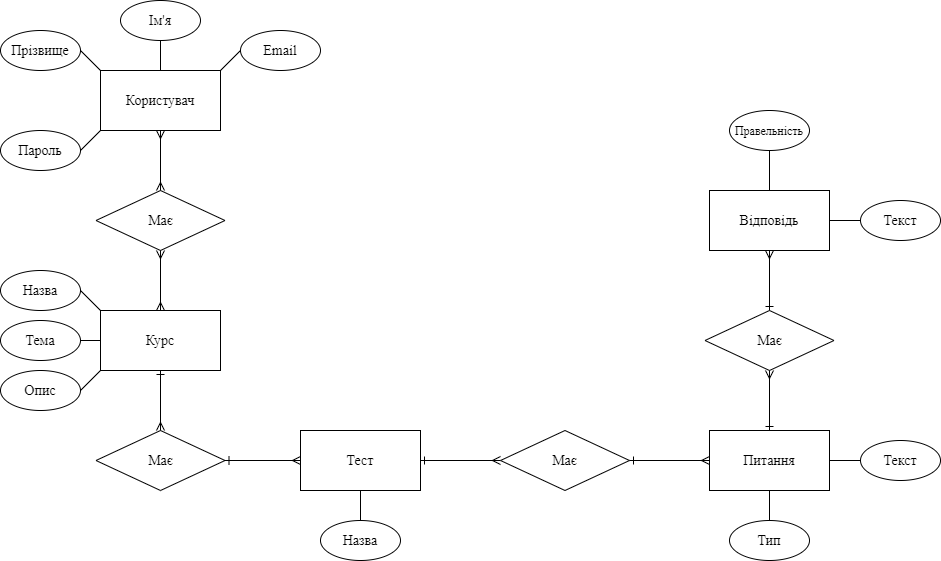 Ім'я
Прізвище
Email
Користувач
Пароль
Має
Назва
Тема
Курс
Опис
Має
Тест
Назва
Має
Правельність
Відповідь
Текст
Має
Питання
Текст
Тип